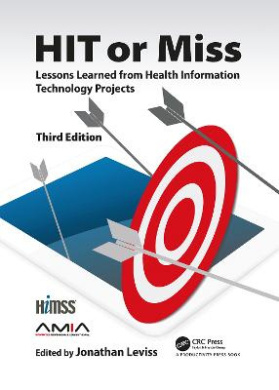 HIT or Miss
Lessons Learned from Health Information
Technology Projects
Third Edition
HIMSS
AMIA
Edited by Jonathan Leviss
CRC Press
Taylor & Francis Group
A PRODUCTIVITY PRESS BOOK